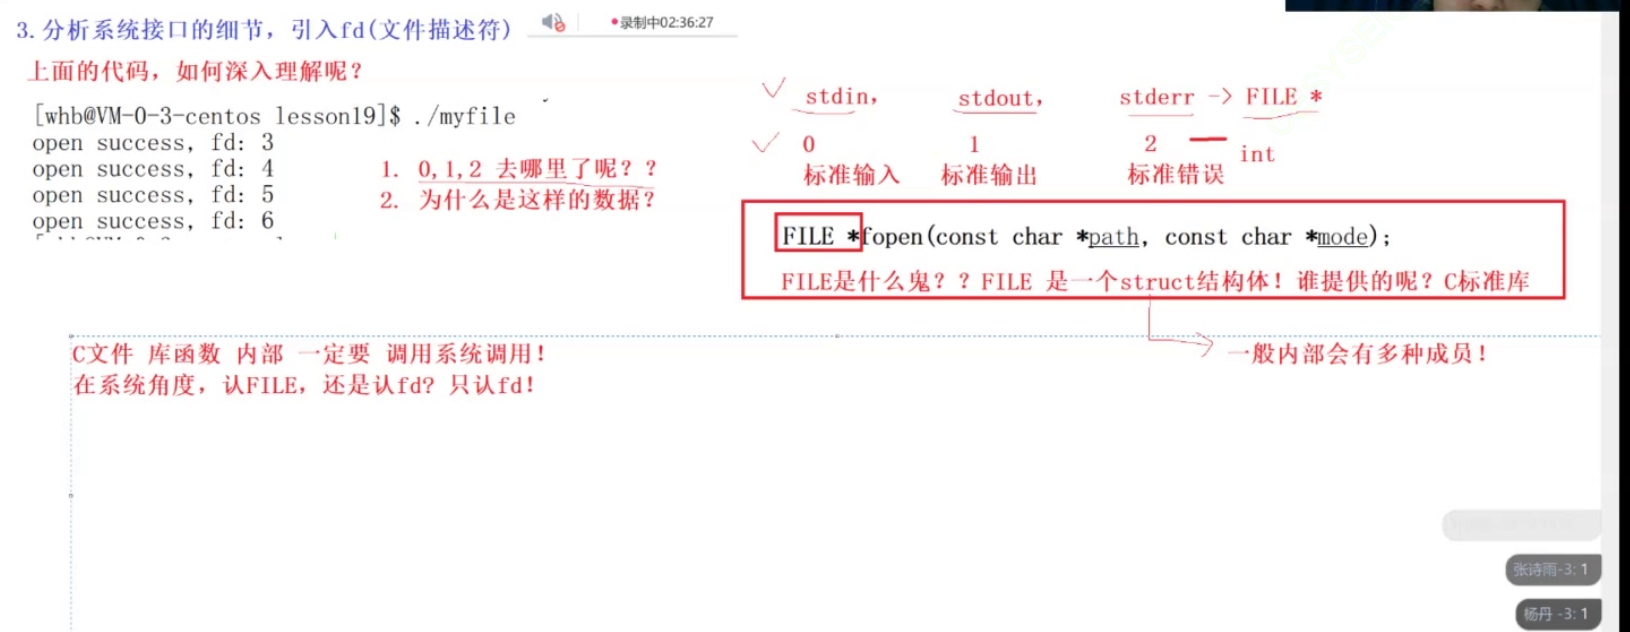 3.分析系统接口的细节，引入fd(文件描述符)
录制中02:36:27
上面的代码，如何深入理解呢？
[whb@VM-0-3-centos lesson19]$ ./myfile
open success, fd: 3
open success, fd: 4
open success, fd: 5
open success, fd: 6
1. 0,1,2 去哪里了呢？？
2. 为什么是这样的数据？
stdin, stdout, stderr -> FILE *
0 1 2 int
标准输入 标准输出 标准错误
FILE *fopen(const char *path, const char *mode);
FILE是什么鬼？？FILE 是一个struct结构体！谁提供的呢？C标准库
一般内部会有多种成员！
C文件 库函数 内部 一定要 调用系统调用！
在系统角度，认FILE，还是认fd？只认fd！
张诗雨-3: 1
杨丹 -3: 1